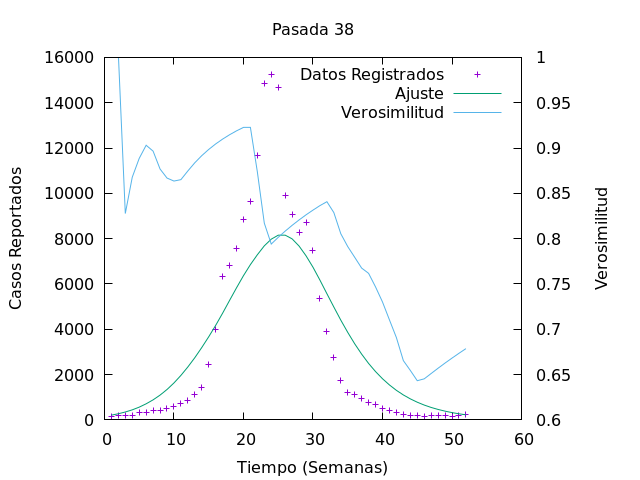 Pasada 38
16000
14000
12000
10000
8000
6000
4000
2000
0
Casos Reportados
Datos Registrados
Ajuste
Verosimilitud
1
0.95
0.9
0.85
0.8
0.75
0.7
0.65
0.6
Verosimilitud
0 10 20 30 40 50 60
Tiempo (Semanas)